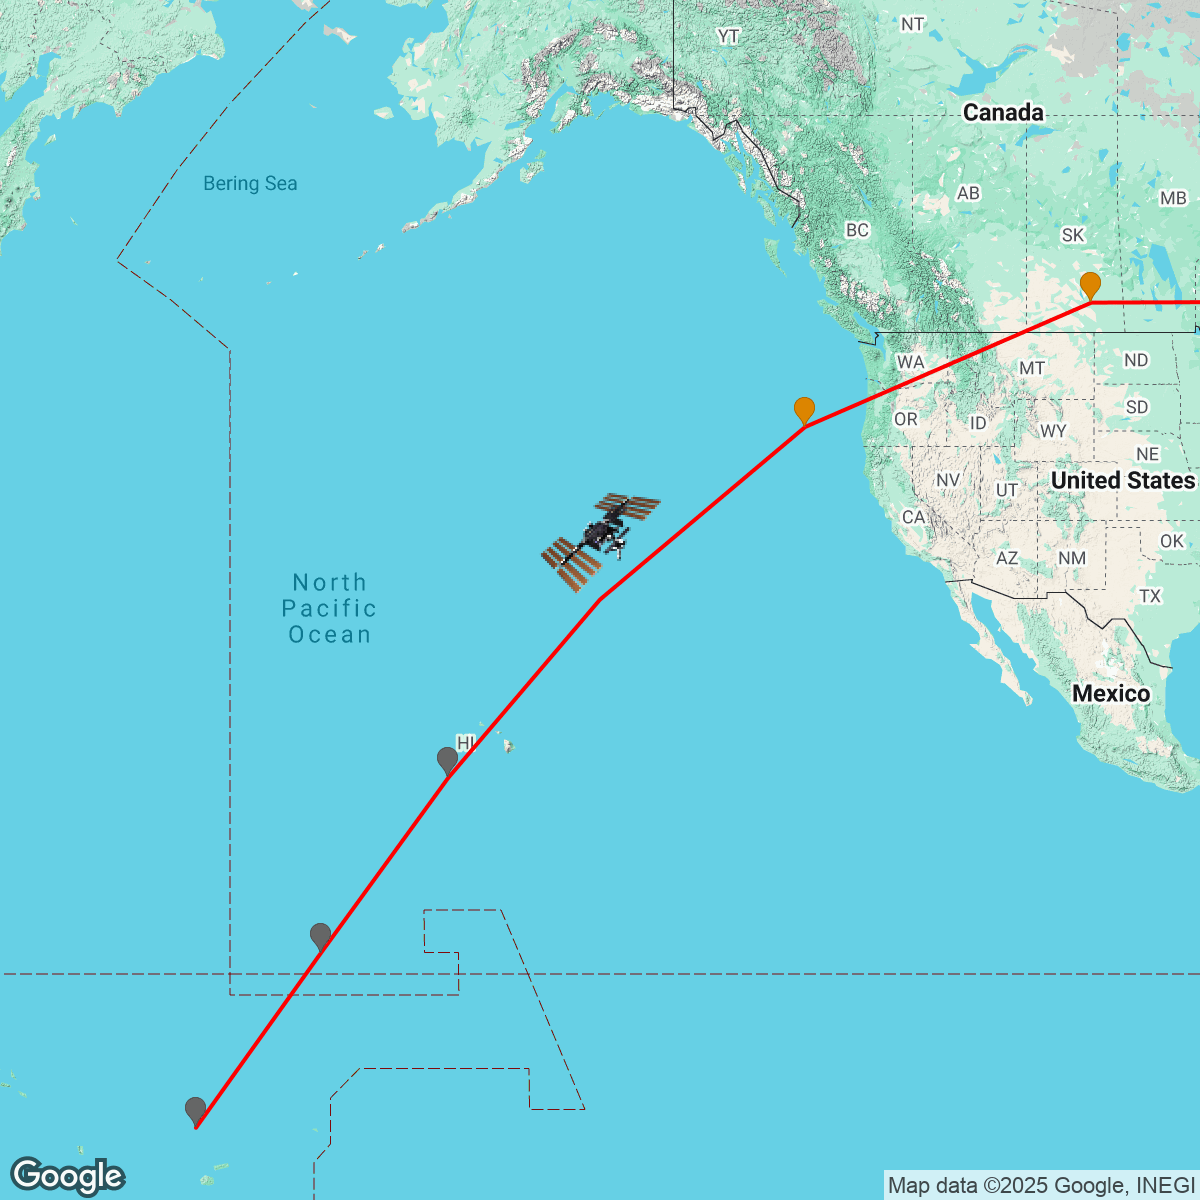 YT
NT
Canada
Bering Sea
AB
MB
BC
SK
WA
MT
ND
OR
ID
SD
WY
NE
NV
UT
United States
CA
OK
AZ
NM
TX
North
Pacific
Ocean
Mexico
HI
Google
Map data ©2025 Google, INEGI